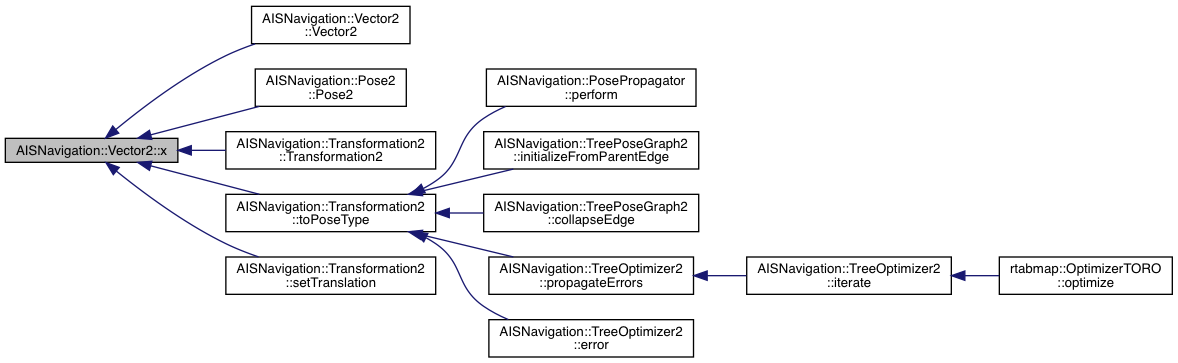 AISNavigation::Vector2
::Vector2
AISNavigation::Pose2
::Pose2
AISNavigation::PosePropagator
::perform
AISNavigation::Vector2::x
AISNavigation::Transformation2
::Transformation2
AISNavigation::TreePoseGraph2
::initializeFromParentEdge
AISNavigation::Transformation2
::toPoseType
AISNavigation::TreePoseGraph2
::collapseEdge
AISNavigation::Transformation2
::setTranslation
AISNavigation::TreeOptimizer2
::propagateErrors
AISNavigation::TreeOptimizer2
::iterate
rtabmap::OptimizerTORO
::optimize
AISNavigation::TreeOptimizer2
::error